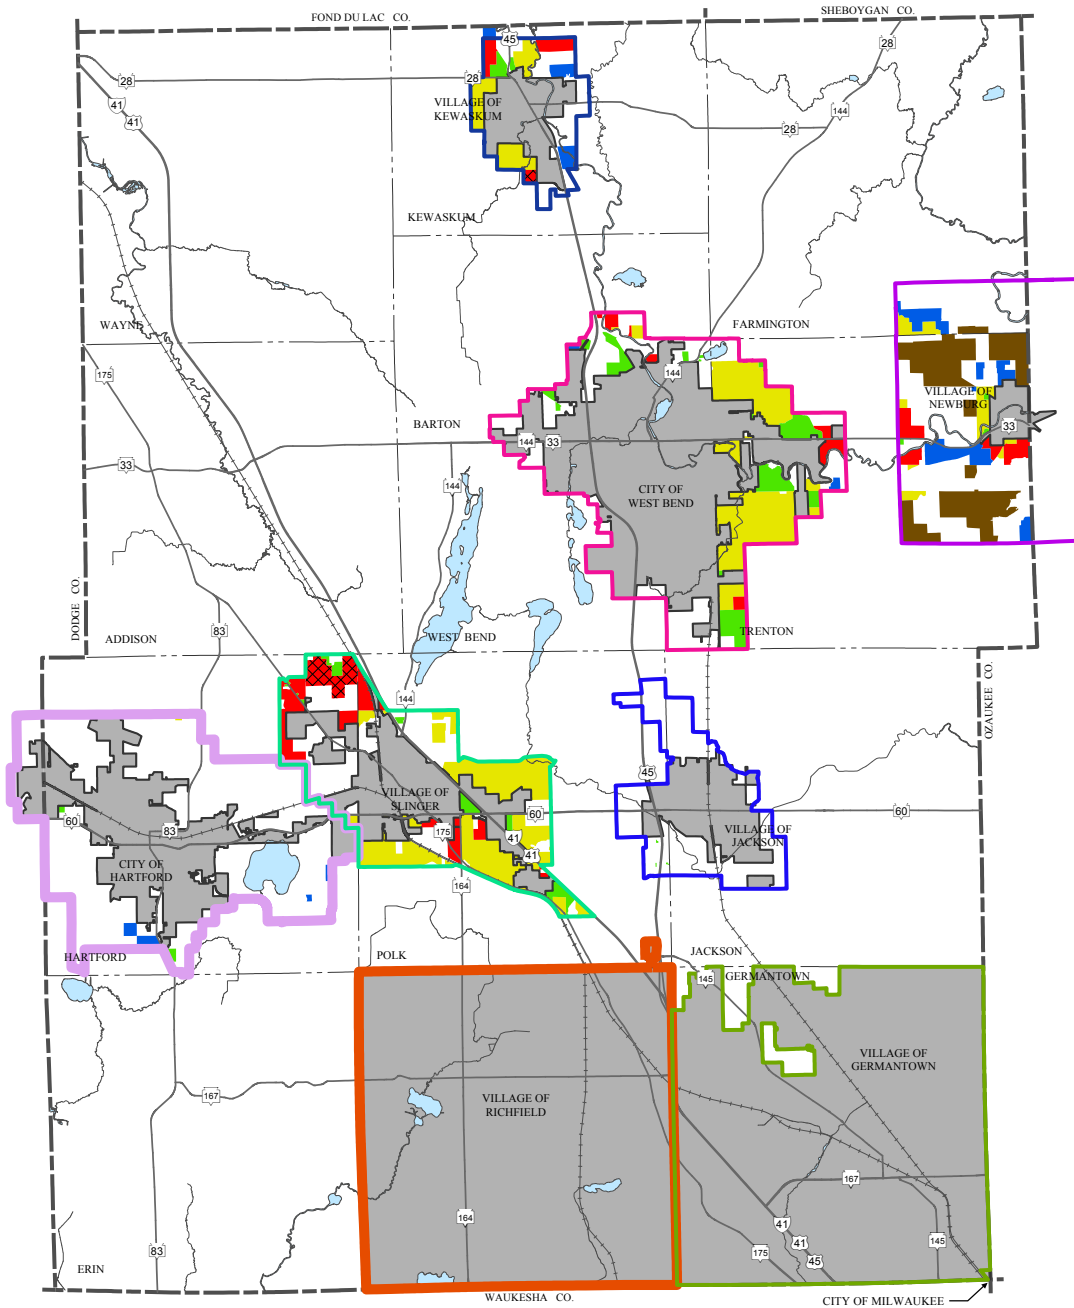 FOND DU LAC CO.
SHEBOYGAN CO.
45
28
28
28
41
41
VILLAGE OF
KEWASKUM
144
28
KEWASKUM
WAYNE
FARMINGTON
175
144
VILLAGE OF
NEWBURG
BARTON
33
144
33
33
144
CITY OF
WEST BEND
DODGE CO.
ADDISON
83
WEST BEND
TRENTON
OZAUKEE CO.
144
45
VILLAGE OF
SLINGER
60
60
60
83
175
41
41
VILLAGE OF
JACKSON
CITY OF
HARTFORD
164
HARTFORD
POLK
JACKSON
GERMANTOWN
145
VILLAGE OF
GERMANTOWN
167
VILLAGE OF
RICHFIELD
167
164
83
41
41
45
175
145
ERIN
WAUKESHA CO.
CITY OF MILWAUKEE